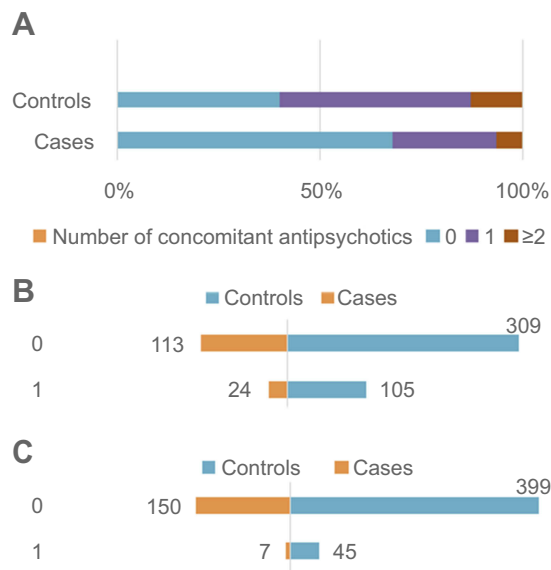 A
Controls
Cases
0% 50% 100%
Number of concomitant antipsychotics 0 1 ≥2
B
Controls Cases
0 113 309
1 24 105
C
Controls Cases
0 150 399
1 7 45